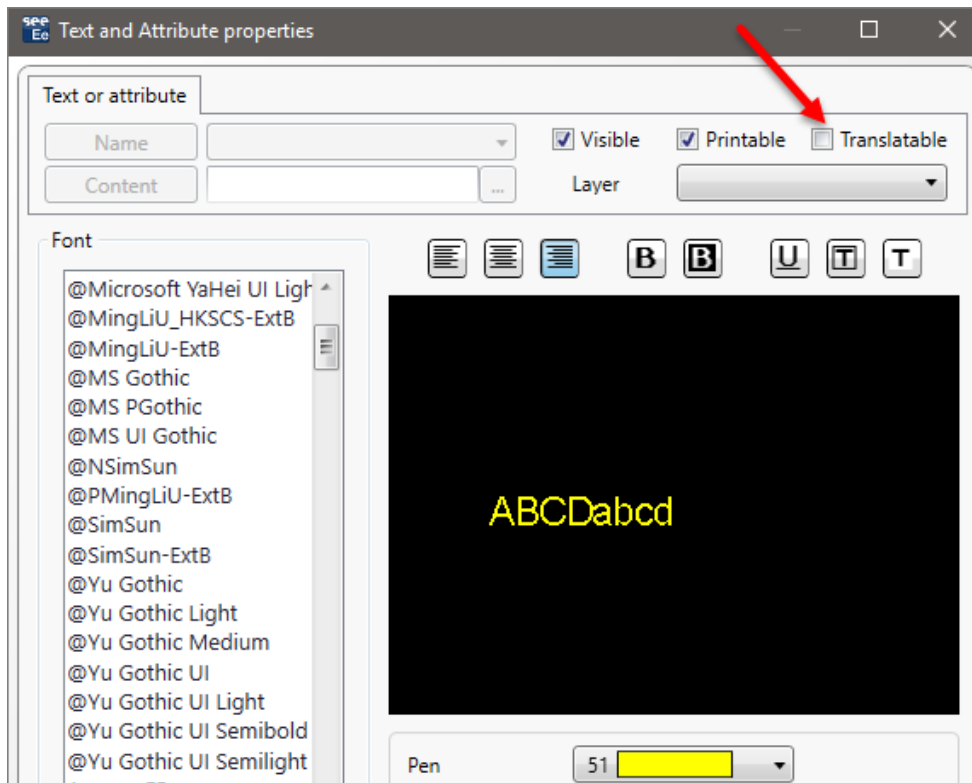 see
Ee Text and Attribute properties
Text or attribute
Name
Visible
Printable
Translatable
Content
...
Layer
Font
B
B
U
T
T
@Microsoft YaHei UI Ligh
@MingLiU_HKSCS-ExtB
@MingLiU-ExtB
@MS Gothic
@MS PGothic
@MS UI Gothic
@NSimSun
@PMingLiU-ExtB
@SimSun
@SimSun-ExtB
@Yu Gothic
@Yu Gothic Light
@Yu Gothic Medium
@Yu Gothic UI
@Yu Gothic UI Light
@Yu Gothic UI Semibold
@Yu Gothic UI Semilight
ABCDabcd
Pen
51